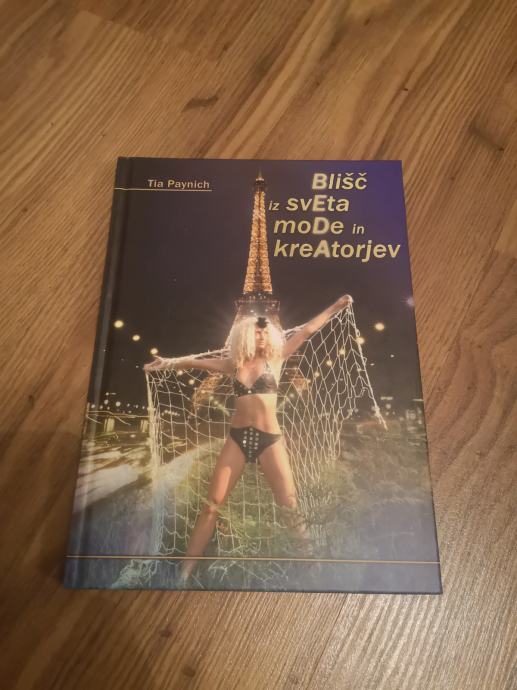 Tia Paynich
Blišč
iz svEta
moDe in
kreAtorjev